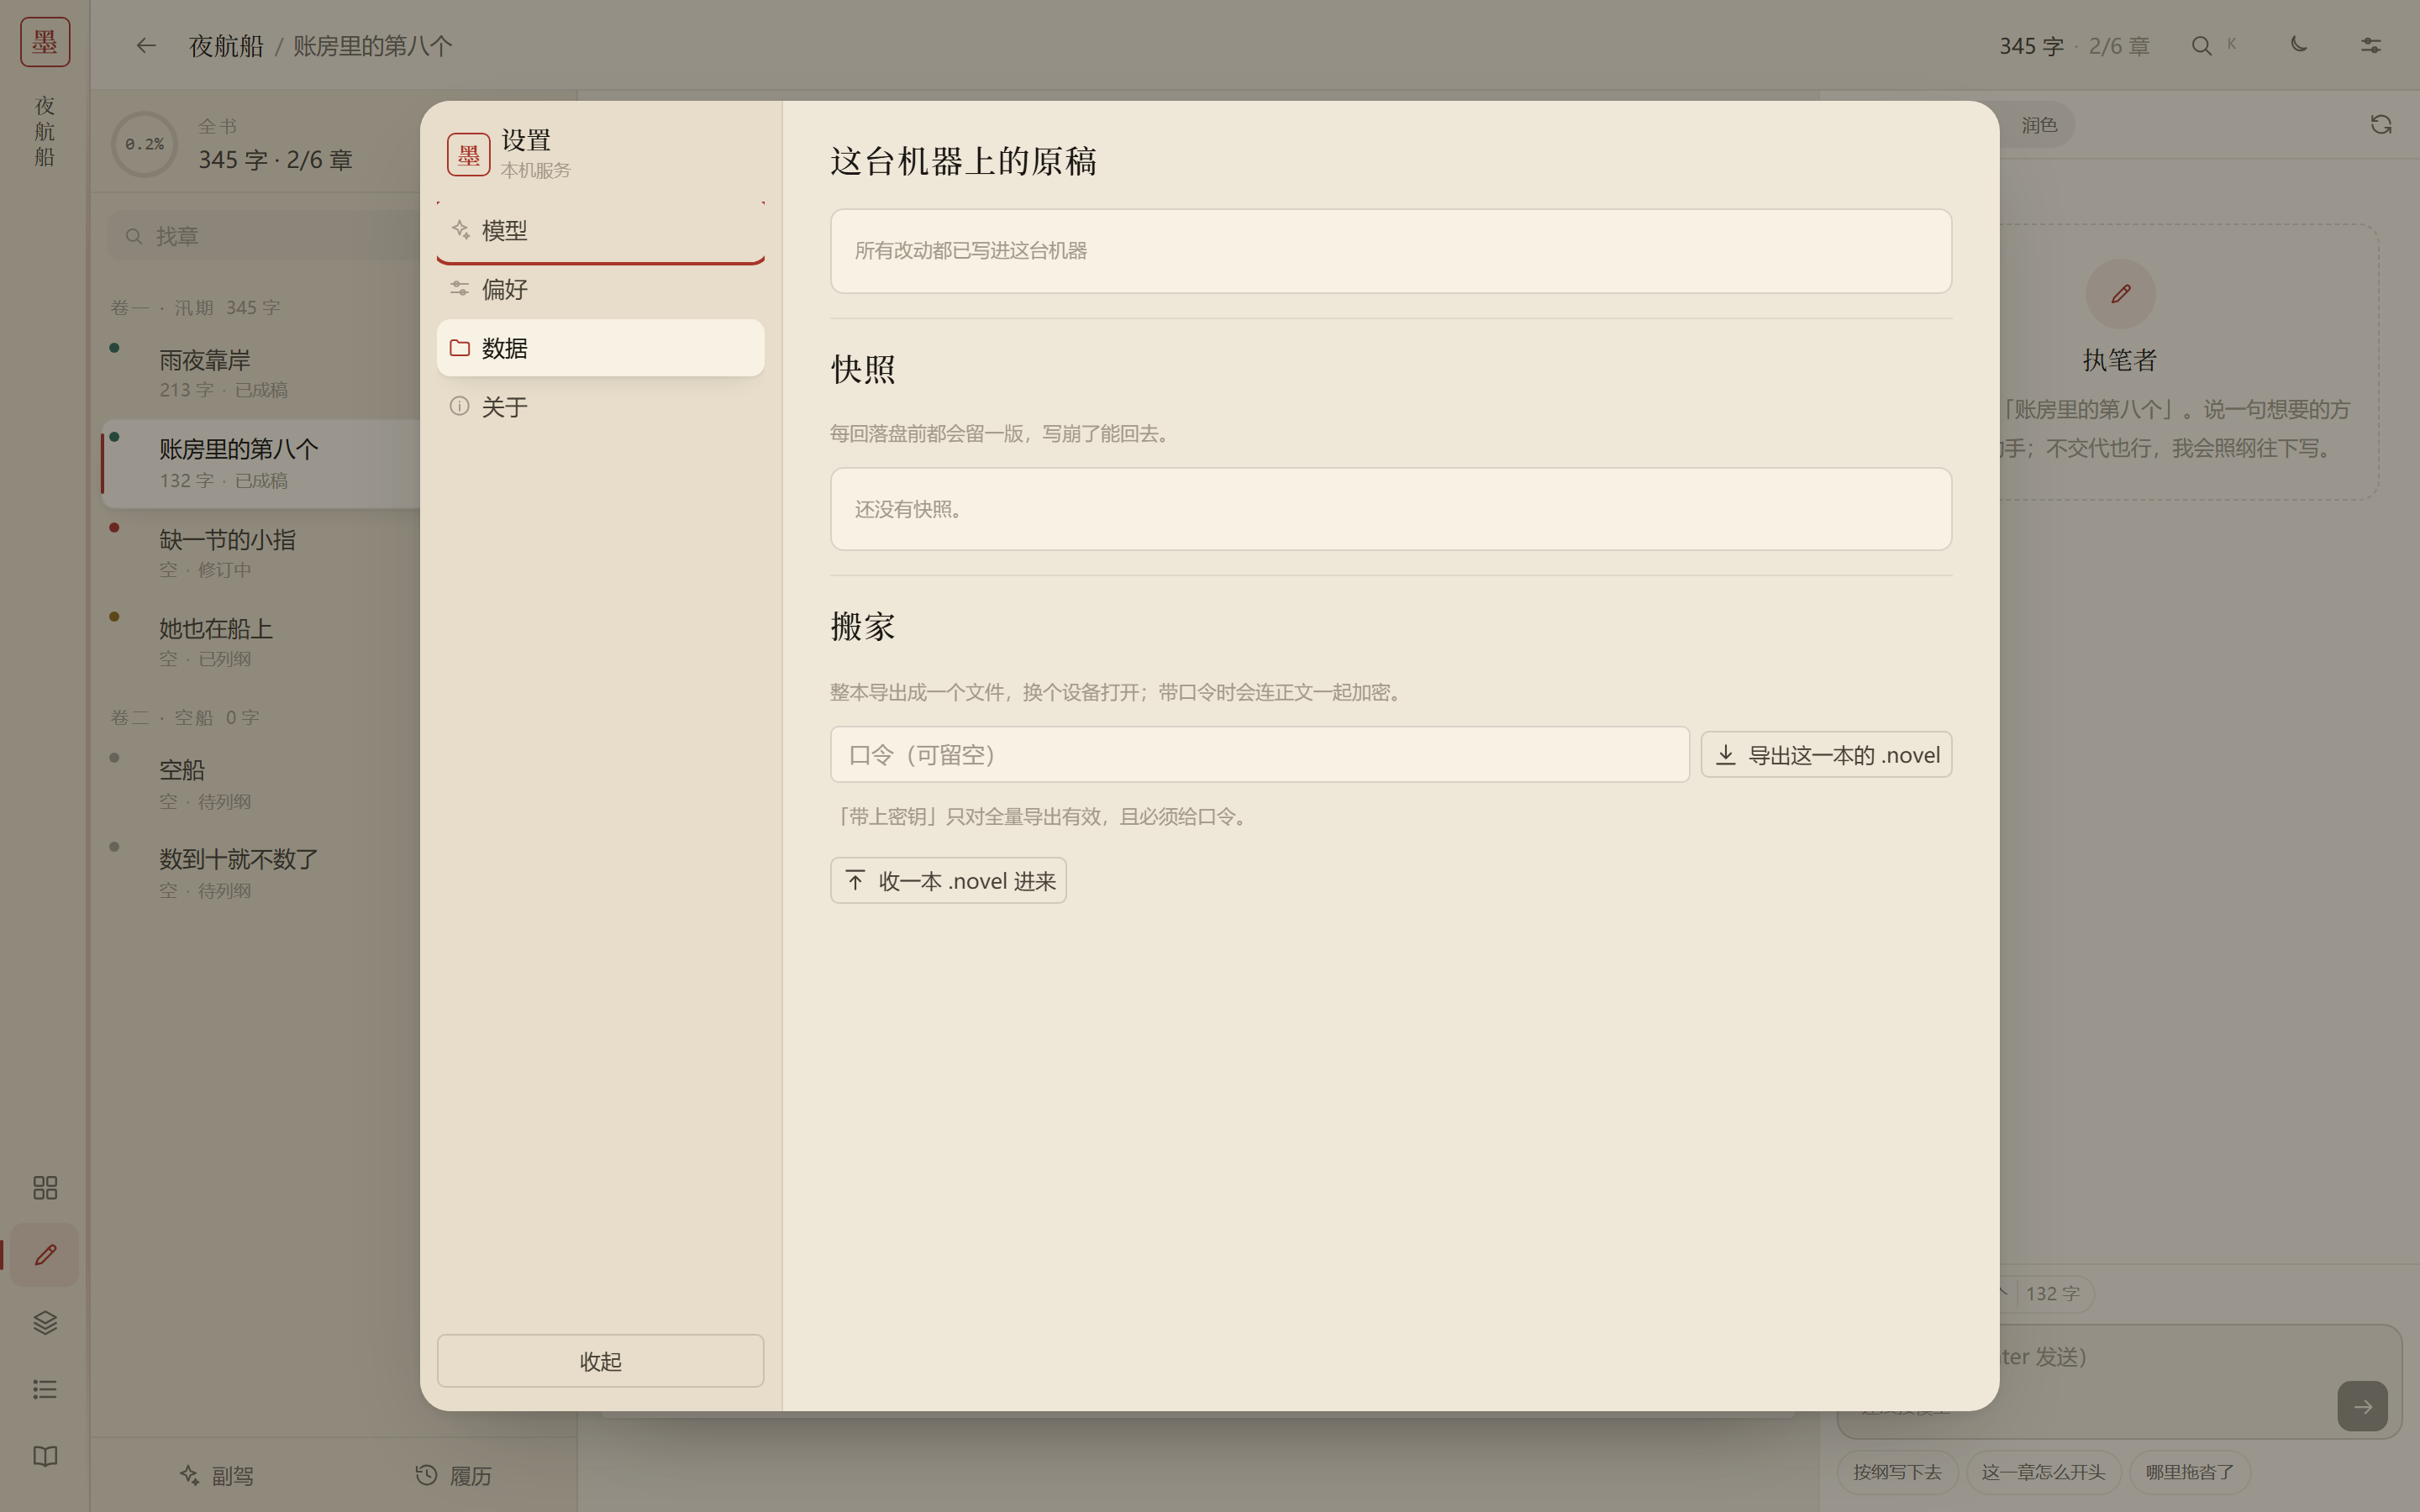 墨
夜航船
夜航船 / 账房里的第八个
345 字 · 2/6 章
K
0.2%
全书
345 字 · 2/6 章
找章
卷一 · 汛期 345 字
雨夜靠岸
213 字 · 已成稿
账房里的第八个
132 字 · 已成稿
缺一节的小指
空 · 修订中
她也在船上
空 · 已列纲
卷二 · 空船 0 字
空船
空 · 待列纲
数到十就不数了
空 · 待列纲
副驾
履历
墨
设置
本机服务
模型
偏好
数据
关于
收起
这台机器上的原稿
所有改动都已写进这台机器
快照
每回落盘前都会留一版，写崩了能回去。
还没有快照。
搬家
整本导出成一个文件，换个设备打开；带口令时会连正文一起加密。
口令（可留空）
导出这一本的 .novel
「带上密钥」只对全量导出有效，且必须给口令。
收一本 .novel 进来
润色
执笔者
「账房里的第八个」。说一句想要的方
手；不交代也行，我会照纲往下写。
132 字
ter 发送）
按纲写下去
这一章怎么开头
哪里拖沓了